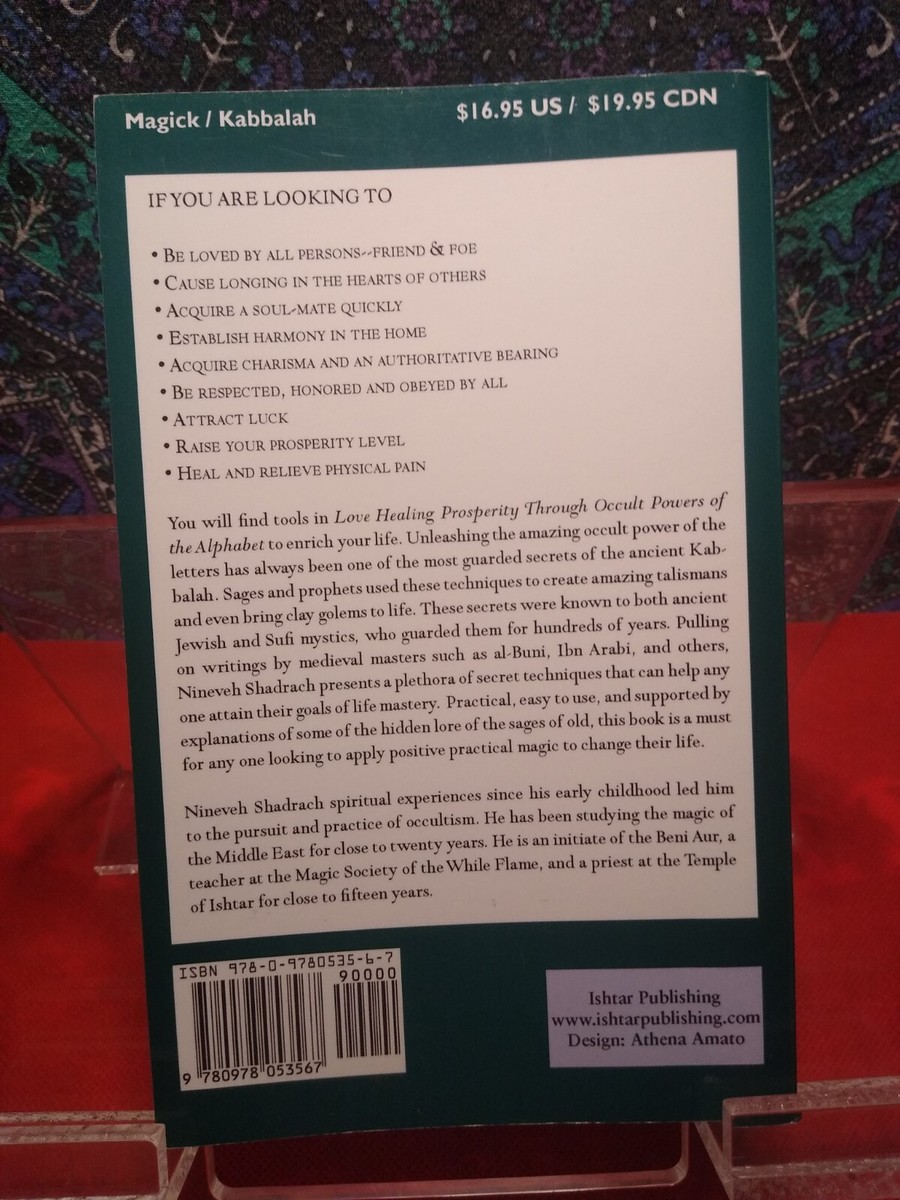 Magick / Kabbalah
$16.95 US / $19.95 CDN
IF YOU ARE LOOKING TO
• BE LOVED BY ALL PERSONS--FRIEND & FOE
• CAUSE LONGING IN THE HEARTS OF OTHERS
• ACQUIRE A SOUL-MATE QUICKLY
• ESTABLISH HARMONY IN THE HOME
• ACQUIRE CHARISMA AND AN AUTHORITATIVE BEARING
• BE RESPECTED, HONORED AND OBEYED BY ALL
• ATTRACT LUCK
• RAISE YOUR PROSPERITY LEVEL
• HEAL AND RELIEVE PHYSICAL PAIN
You will find tools in Love Healing Prosperity Through Occult Powers of
the Alphabet to enrich your life. Unleashing the amazing occult power of the
letters has always been one of the most guarded secrets of the ancient Kab-
balah. Sages and prophets used these techniques to create amazing talismans
and even bring clay golems to life. These secrets were known to both ancient
Jewish and Sufi mystics, who guarded them for hundreds of years. Pulling
on writings by medieval masters such as al-Buni, Ibn Arabi, and others,
Nineveh Shadrach presents a plethora of secret techniques that can help any
one attain their goals of life mastery. Practical, easy to use, and supported by
explanations of some of the hidden lore of the sages of old, this book is a must
for any one looking to apply positive practical magic to change their life.
Nineveh Shadrach spiritual experiences since his early childhood led him
to the pursuit and practice of occultism. He has been studying the magic of
the Middle East for close to twenty years. He is an initiate of the Beni Aur, a
teacher at the Magic Society of the While Flame, and a priest at the Temple
of Ishtar for close to fifteen years.
ISBN 978-0-9780535-6-7
90000
9 780978 053567
Ishtar Publishing
www.ishtarpublishing.com
Design: Athena Amato